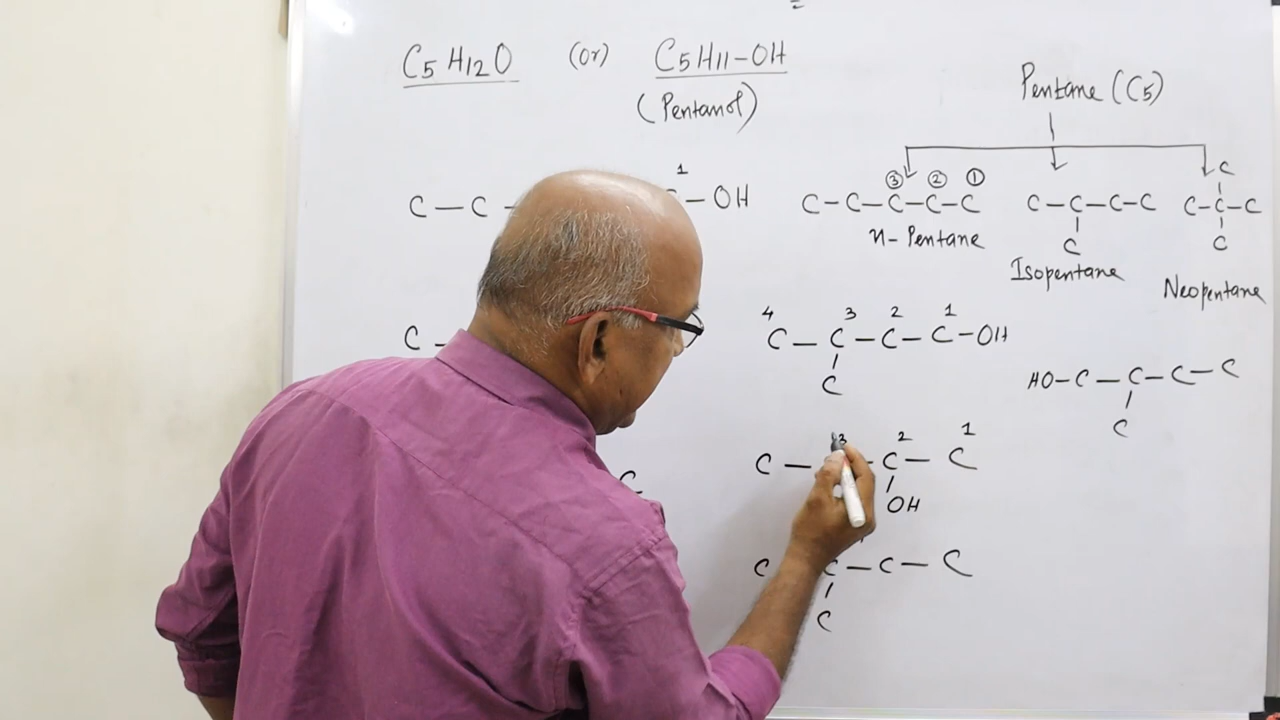 C5H12O (or) C5H11-OH
(Pentanol)
Pentane (C5)
1
C — C - — OH
③ ② ①
C-C-C-C-C
n-Pentane
C-C-C-C
C
Isopentane
C
C-C-C
C
Neopentane
4 3 2 1
C — C — C — C - OH
C
C -
HO-C — C — C — C
C
3 2 1
C — — C — C
OH
C
C C — C — C
C